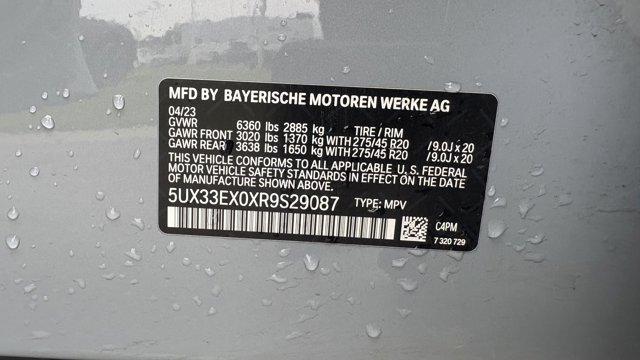 MFD BY BAYERISCHE MOTOREN WERKE AG
04/23
GVWR 6360 lbs 2885 kg TIRE / RIM
GAWR FRONT 3020 lbs 1370 kg WITH 275/45 R20 / 9.0J x 20
GAWR REAR 3638 lbs 1650 kg WITH 275/45 R20 / 9.0J x 20
THIS VEHICLE CONFORMS TO ALL APPLICABLE, U. S. FEDERAL
MOTOR VEHICLE SAFETY STANDARDS IN EFFECT ON THE DATE
OF MANUFACTURE SHOWN ABOVE.
5UX33EX0XR9S29087 TYPE: MPV
C4PM
7 320 729